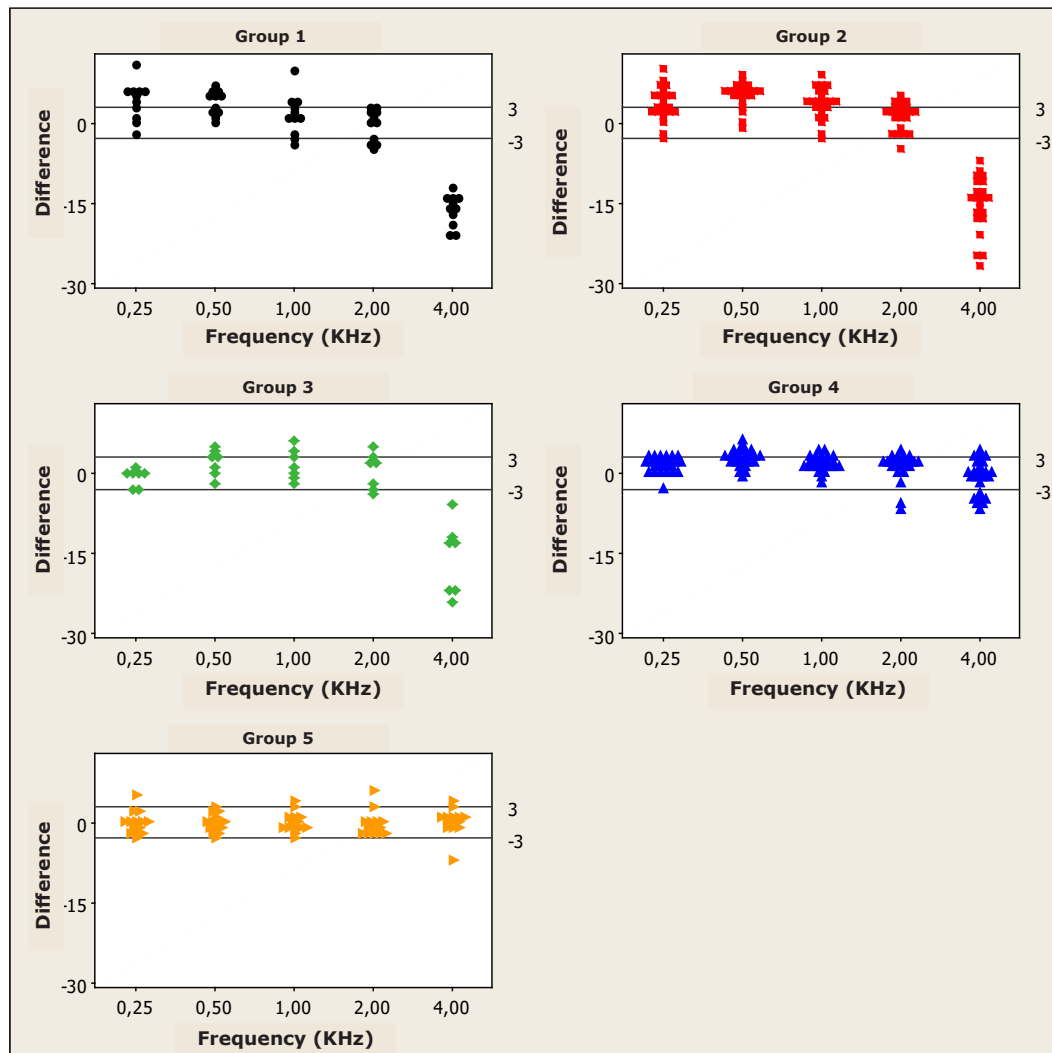 Group 1
Difference
0
-15
-30
3
-3
0,25 0,50 1,00 2,00 4,00
Frequency (KHz)
Group 2
Difference
0
-15
-30
3
-3
0,25 0,50 1,00 2,00 4,00
Frequency (KHz)
Group 3
Difference
0
-15
-30
3
-3
0,25 0,50 1,00 2,00 4,00
Frequency (KHz)
Group 4
Difference
0
-15
-30
3
-3
0,25 0,50 1,00 2,00 4,00
Frequency (KHz)
Group 5
Difference
0
-15
-30
3
-3
0,25 0,50 1,00 2,00 4,00
Frequency (KHz)